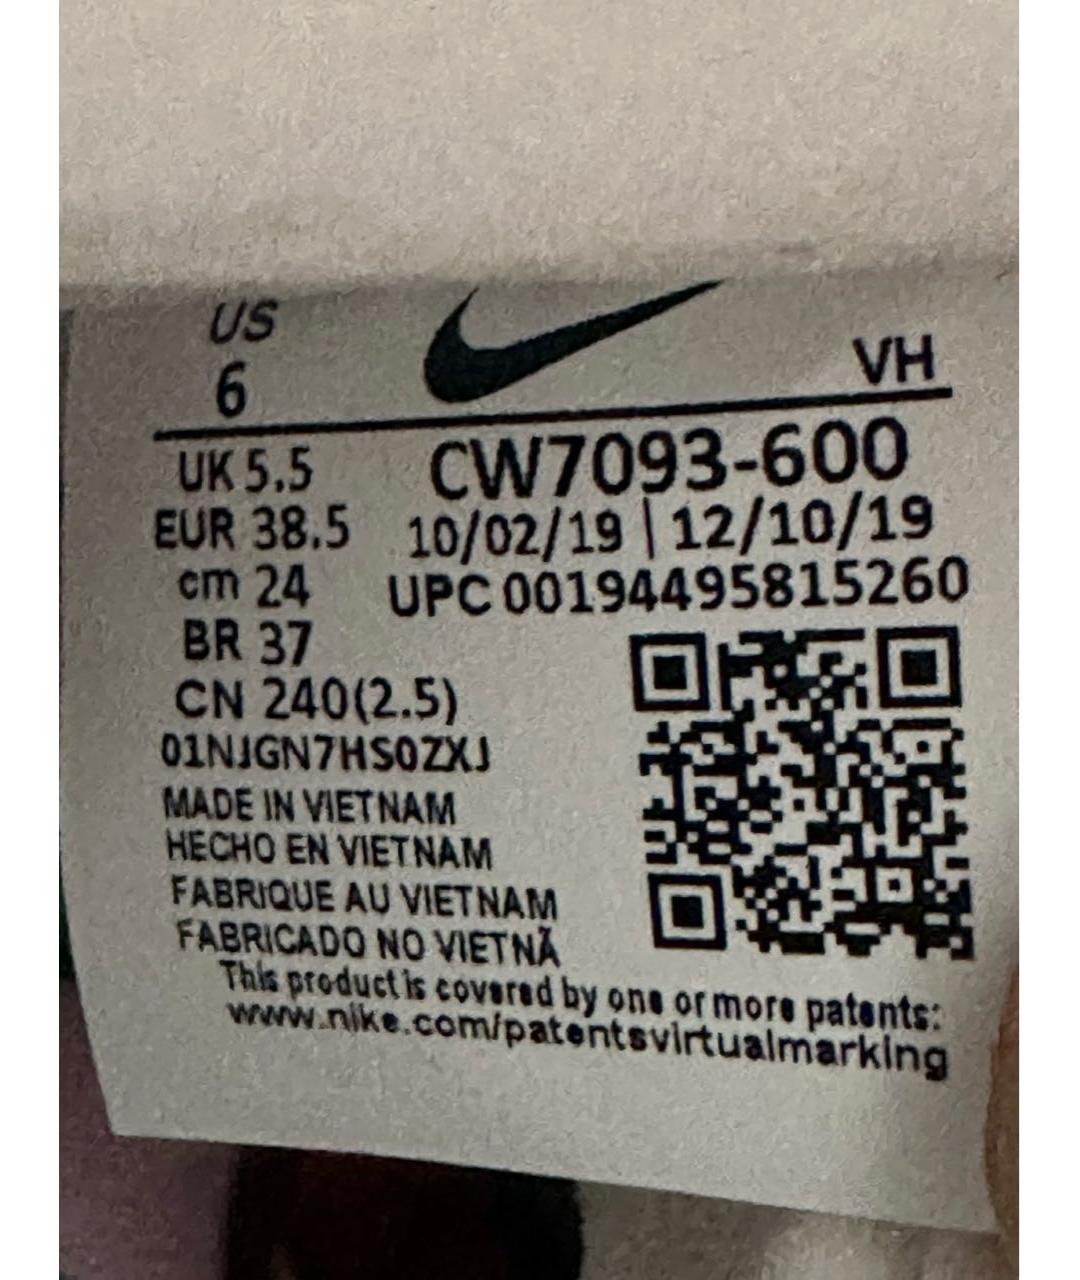 US
6
VH
UK 5.5
CW7093-600
EUR 38.5
10/02/19 | 12/10/19
cm 24
UPC 00194495815260
BR 37
CN 240(2.5)
01NJGN7HS0ZXJ
MADE IN VIETNAM
HECHO EN VIETNAM
FABRIQUE AU VIETNAM
FABRICADO NO VIETNÃ
This product is covered by one or more patents:
www.nike.com/patentsvirtualmarking